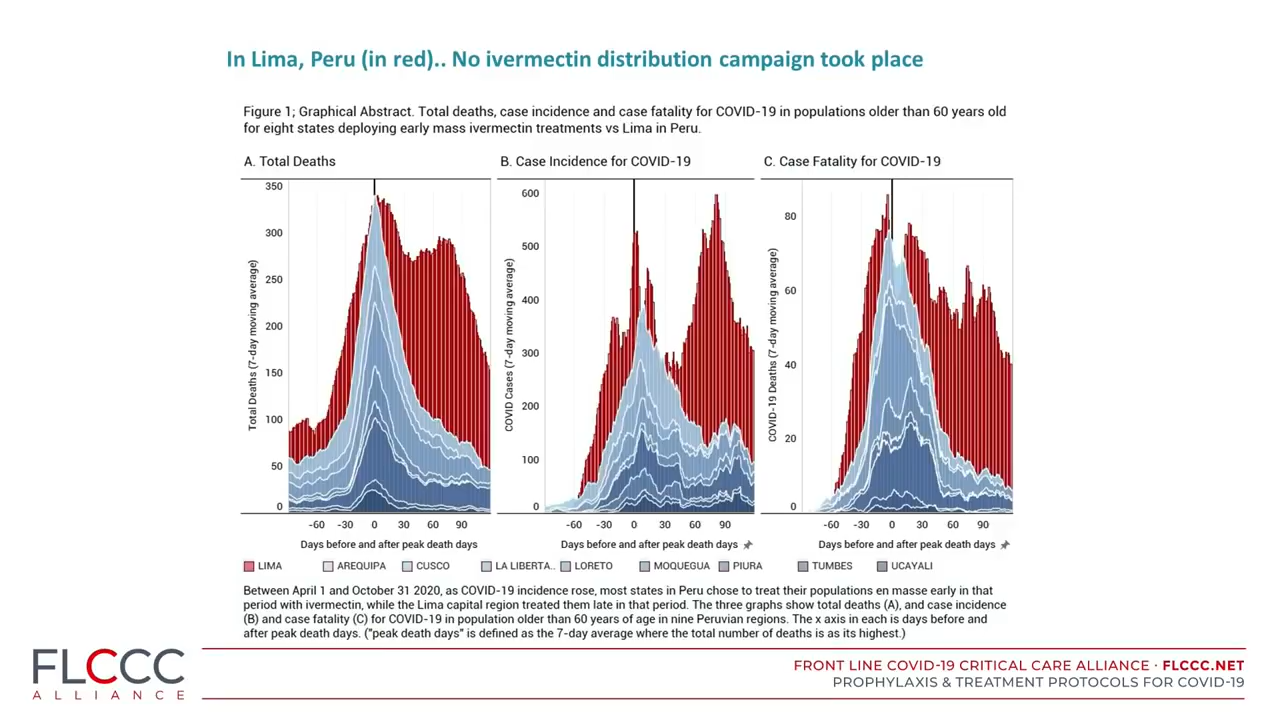 In Lima, Peru (in red).. No ivermectin distribution campaign took place
Figure 1; Graphical Abstract. Total deaths, case incidence and case fatality for COVID-19 in populations older than 60 years old
for eight states deploying early mass ivermectin treatments vs Lima in Peru.
A. Total Deaths
B. Case Incidence for COVID-19
C. Case Fatality for COVID-19
Total Deaths (7-day moving average)
350
300
250
200
150
100
50
0
-60 -30 0 30 60 90
Days before and after peak death days
COVID Cases (7-day moving average)
600
500
400
300
200
100
0
-60 -30 0 30 60 90
Days before and after peak death days
COVID-19 Deaths (7-day moving average)
80
60
40
20
0
-60 -30 0 30 60 90
Days before and after peak death days
LIMA AREQUIPA CUSCO LA LIBERTA.. LORETO MOQUEGUA PIURA TUMBES UCAYALI
Between April 1 and October 31 2020, as COVID-19 incidence rose, most states in Peru chose to treat their populations en masse early in that
period with ivermectin, while the Lima capital region treated them late in that period. The three graphs show total deaths (A), and case incidence
(B) and case fatality (C) for COVID-19 in population older than 60 years of age in nine Peruvian regions. The x axis in each is days before and
after peak death days. ("peak death days" is defined as the 7-day average where the total number of deaths is as its highest.)
FLCCC
ALLIANCE
FRONT LINE COVID-19 CRITICAL CARE ALLIANCE · FLCCC.NET
PROPHYLAXIS & TREATMENT PROTOCOLS FOR COVID-19